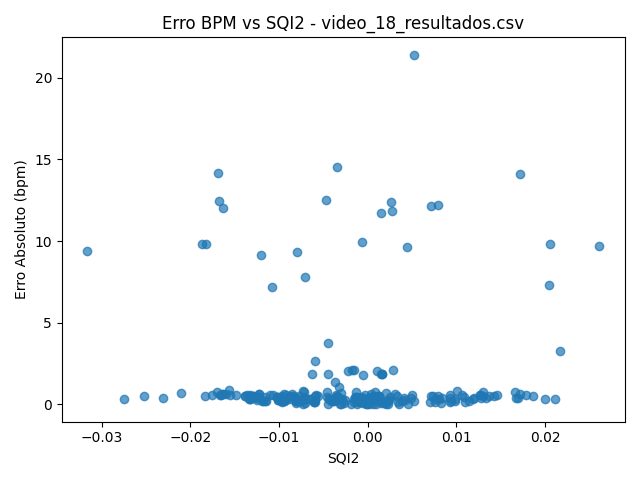 Erro BPM vs SQI2 - video_18_resultados.csv
Erro Absoluto (bpm)
20
15
10
5
0
−0.03 −0.02 −0.01 0.00 0.01 0.02
SQI2